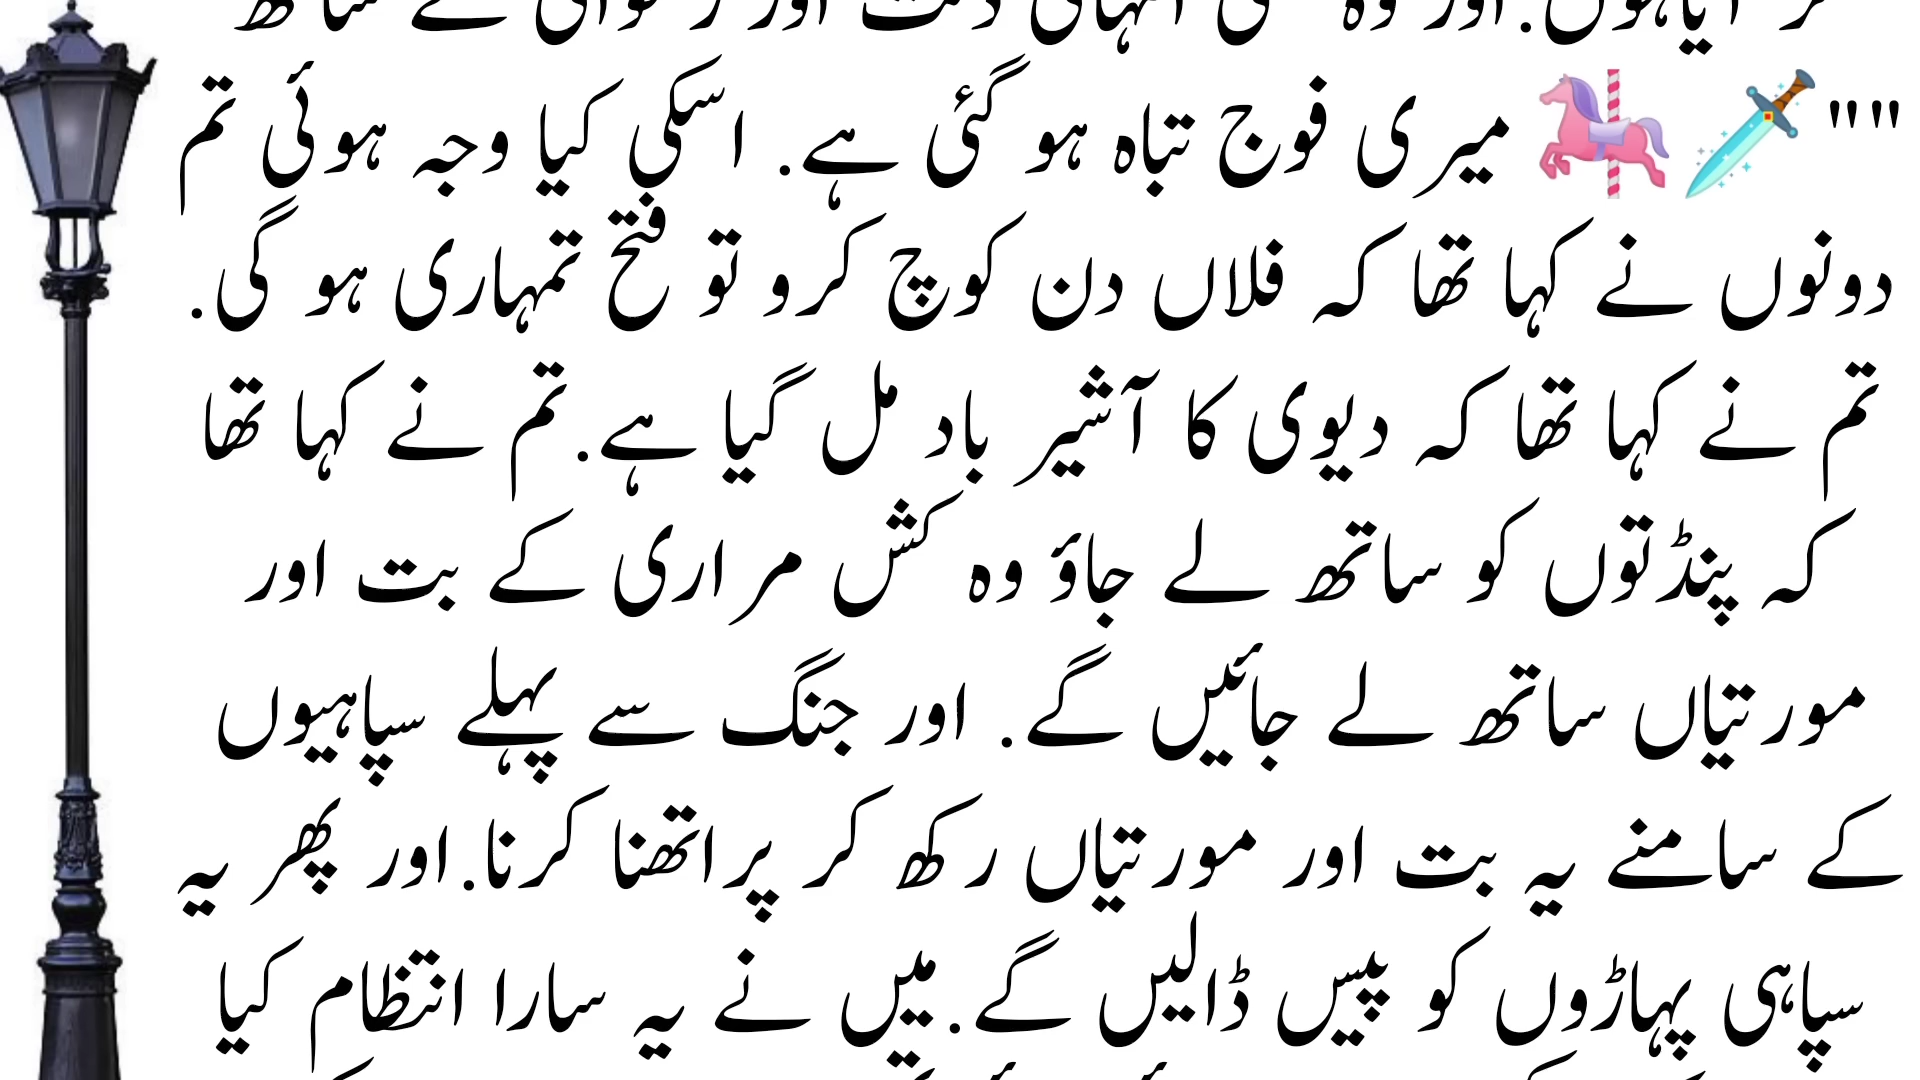 اور وہ
"" میری فوج تباہ ہو گئی ہے. اسکی کیا وجہ ہوئی تم
دونوں نے کہا تھا کہ فلاں دن کوچ کرو تو فتح تمہاری ہو گی.
تم نے کہا تھا کہ دیوی کا آشیر باد مل گیا ہے.تم نے کہا تھا
کہ پنڈتوں کو ساتھ لے جاؤ وہ کش مراری کے بت اور
مورتیاں ساتھ لے جائیں گے. اور جنگ سے پہلے سپاہیوں
کے سامنے یہ بت اور مورتیاں رکھ کر پراتھنا کرنا.اور پھر یہ
سپاہی پہاڑوں کو پیس ڈالیں گے.میں نے یہ سارا انتظام کیا